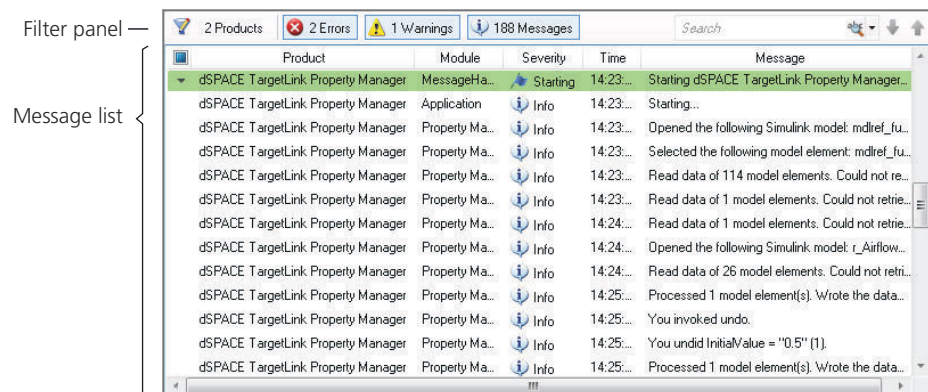 Filter panel
2 Products 2 Errors 1 Warnings 188 Messages Search
Message list
Product Module Severity Time Message
dSPACE TargetLink Property Manager MessageHa... Starting 14:23:... Starting dSPACE TargetLink Property Manager...
dSPACE TargetLink Property Manager Application Info 14:23:... Starting...
dSPACE TargetLink Property Manager Property Ma... Info 14:23:... Opened the following Simulink model: mdlref_fu...
dSPACE TargetLink Property Manager Property Ma... Info 14:23:... Selected the following model element: mdlref_fu...
dSPACE TargetLink Property Manager Property Ma... Info 14:23:... Read data of 114 model elements. Could not re...
dSPACE TargetLink Property Manager Property Ma... Info 14:23:... Read data of 1 model elements. Could not retrie...
dSPACE TargetLink Property Manager Property Ma... Info 14:24:... Read data of 1 model elements. Could not retrie...
dSPACE TargetLink Property Manager Property Ma... Info 14:24:... Opened the following Simulink model: r_Airflow...
dSPACE TargetLink Property Manager Property Ma... Info 14:24:... Read data of 26 model elements. Could not retri...
dSPACE TargetLink Property Manager Property Ma... Info 14:25:... Processed 1 model element(s). Wrote the data...
dSPACE TargetLink Property Manager Property Ma... Info 14:25:... You invoked undo.
dSPACE TargetLink Property Manager Property Ma... Info 14:25:... You undid InitialValue = "0.5" (1).
dSPACE TargetLink Property Manager Property Ma... Info 14:25:... Processed 1 model element(s). Wrote the data...